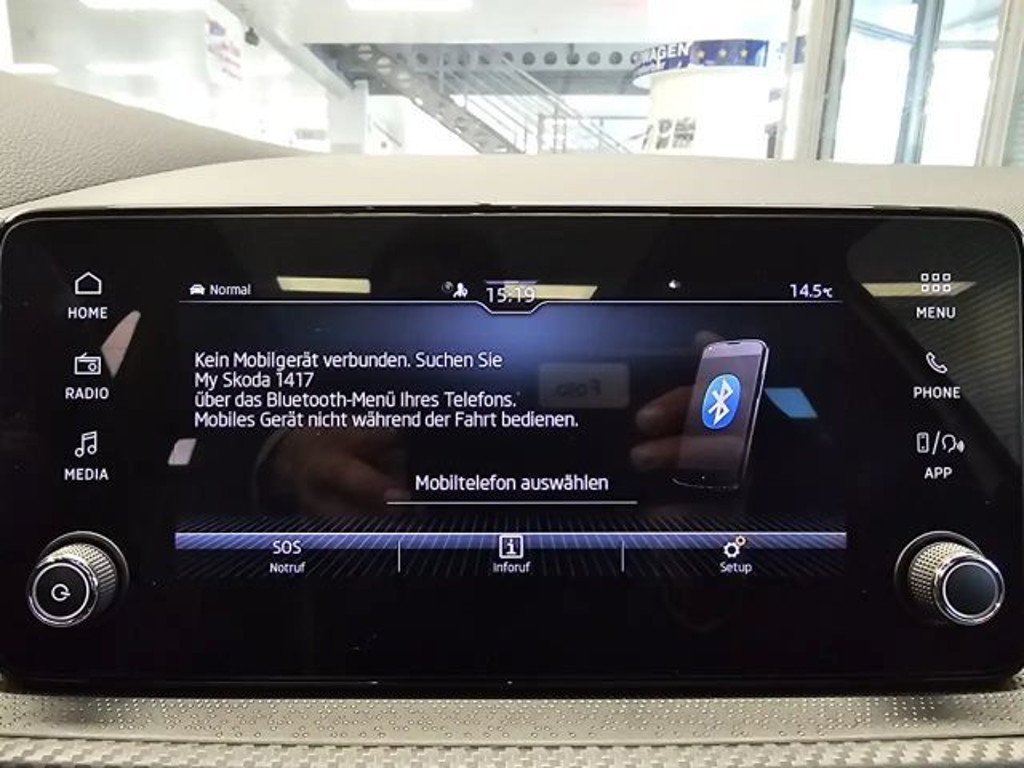 WAGEN
Normal
15:19
14.5°C
HOME
MENU
RADIO
PHONE
MEDIA
APP
Kein Mobilgerät verbunden. Suchen Sie
My Skoda 1417
über das Bluetooth-Menü Ihres Telefons.
Mobiles Gerät nicht während der Fahrt bedienen.
Mobiltelefon auswählen
SOS
Notruf
Inforuf
Setup